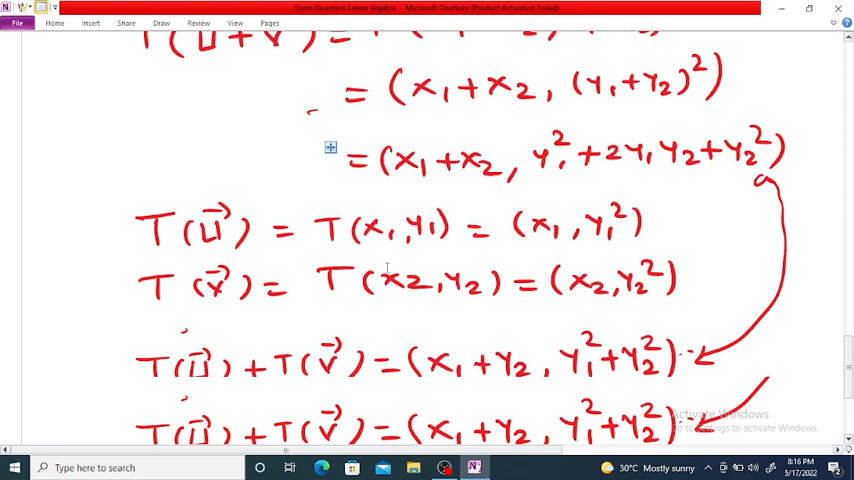 Exam Question: Linear Algebra - Microsoft OneNote (Product Activation Failed)
File Home Insert Share Draw History Review View Pages
T(U+V) =
= (x₁+x₂, (y₁+y₂)²)
= (x₁+x₂, y₁²+2y₁y₂+y₂²)
T(U⃗) = T(x₁,y₁) = (x₁,y₁²)
T(V⃗) = T(x2,y₂) = (x₂,y₂²)
T(U⃗)+T(V⃗) = (x₁+y₂, y₁²+y₂²)
T(U⃗)+T(V⃗) = (x₁+y₂, y₁²+y₂²)
Activate Windows
Go to Settings to activate Windows.
Type here to search
30°C Mostly sunny
8:16 PM
5/17/2022